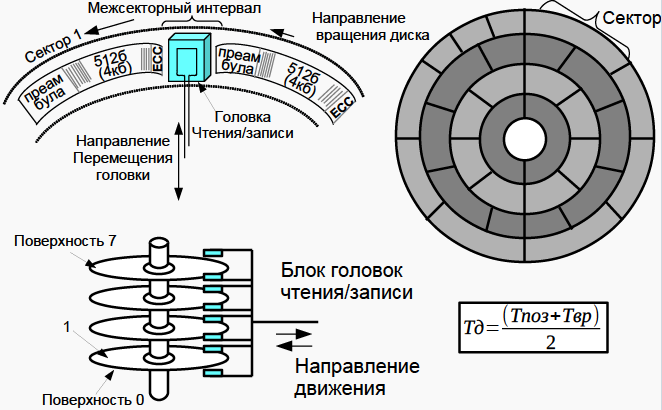 Межсекторный интервал
Направление
вращения диска
Сектор
Сектор 1
преам
була
512б
(4кб)
ECC
преам
була
512б
(4кб)
ECC
Головка
Чтения/записи
Направление
Перемещения
головки
Поверхность 7
Блок головок
чтения/записи
1
Направление
движения
Поверхность 0
Tд=(Tпоз+Tвр)
2